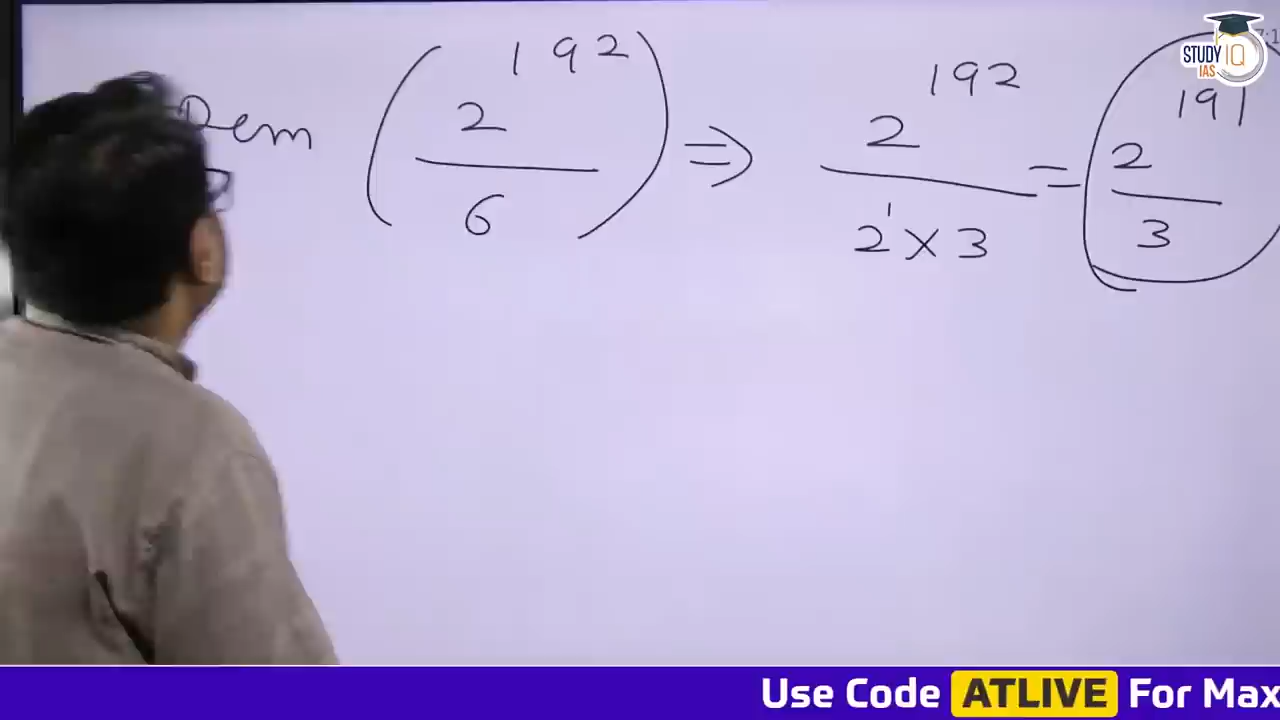 Rem (2^192 / 6) ⇒ 2^192 / 2^1 × 3 = 2^191 / 3
STUDY IQ
IAS
Use Code ATLIVE For Max